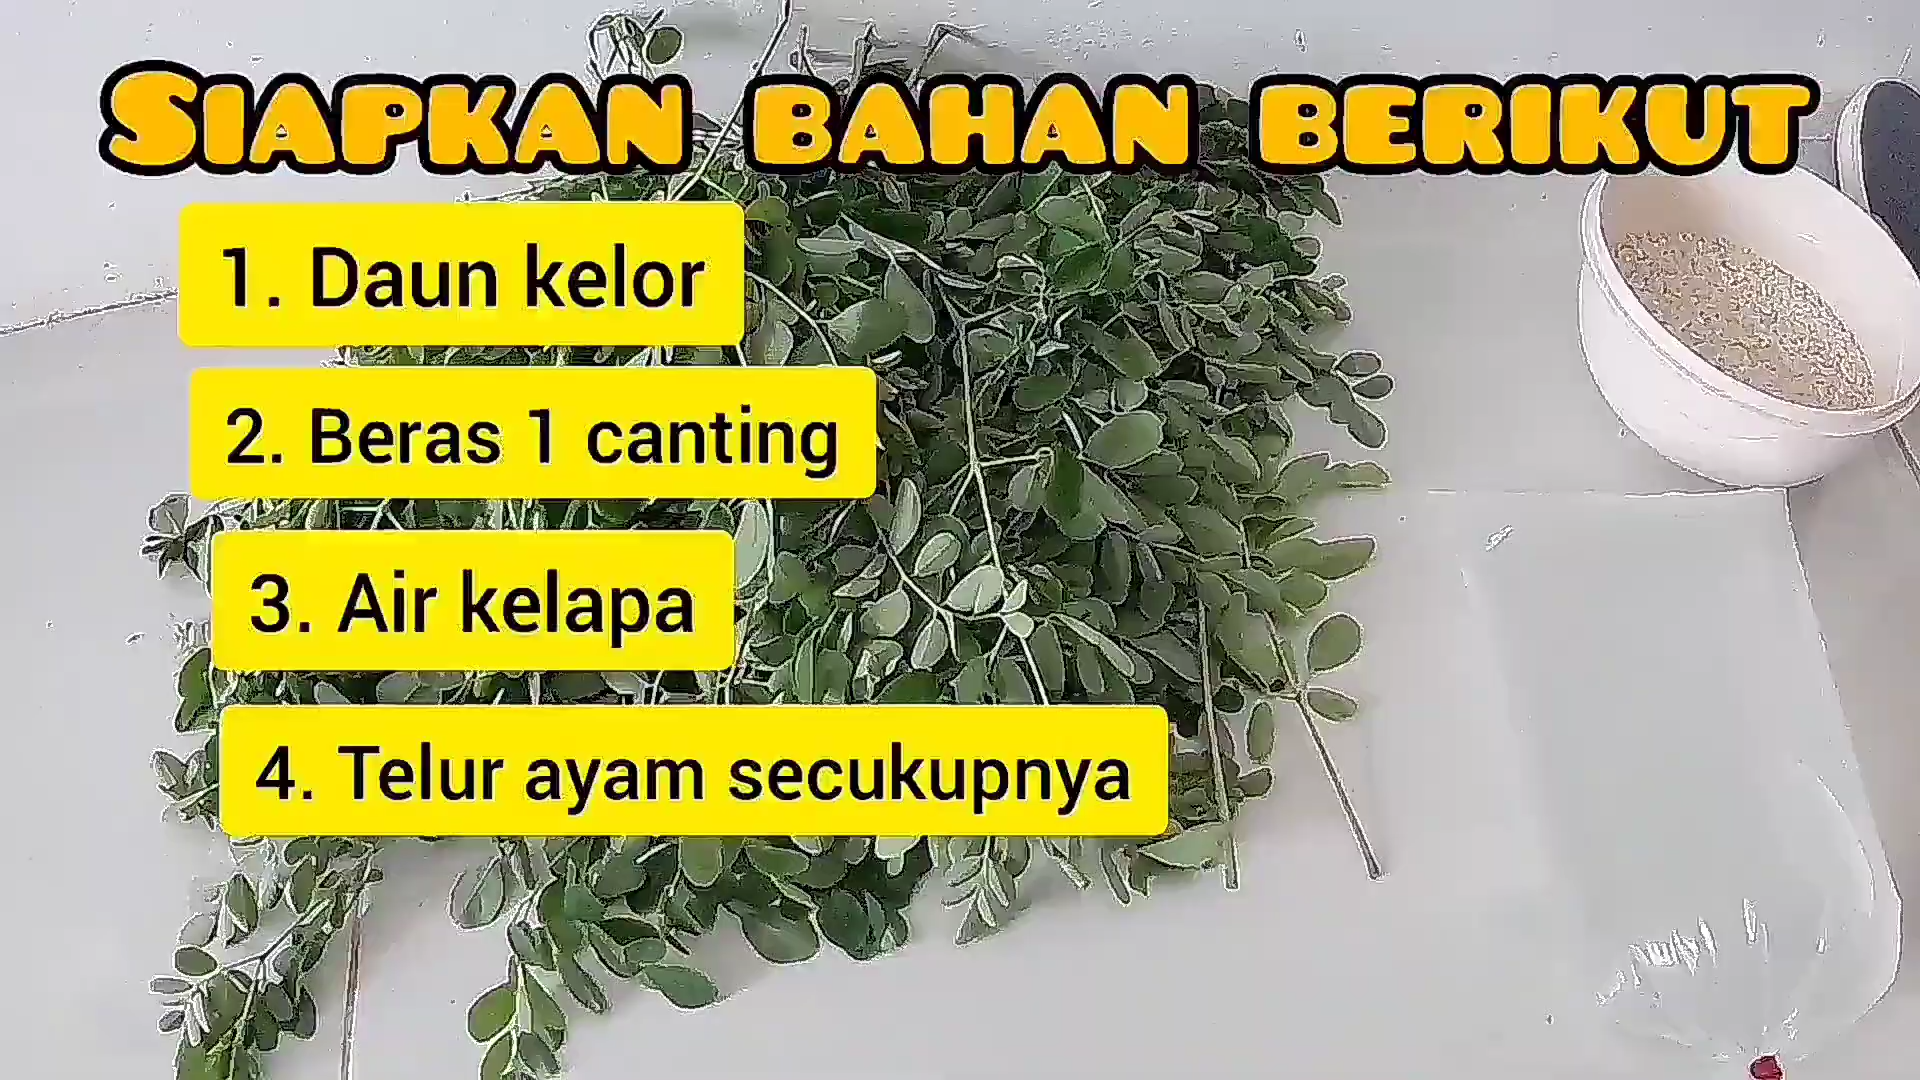 SIAPKAN BAHAN BERIKUT
1. Daun kelor
2. Beras 1 canting
3. Air kelapa
4. Telur ayam secukupnya